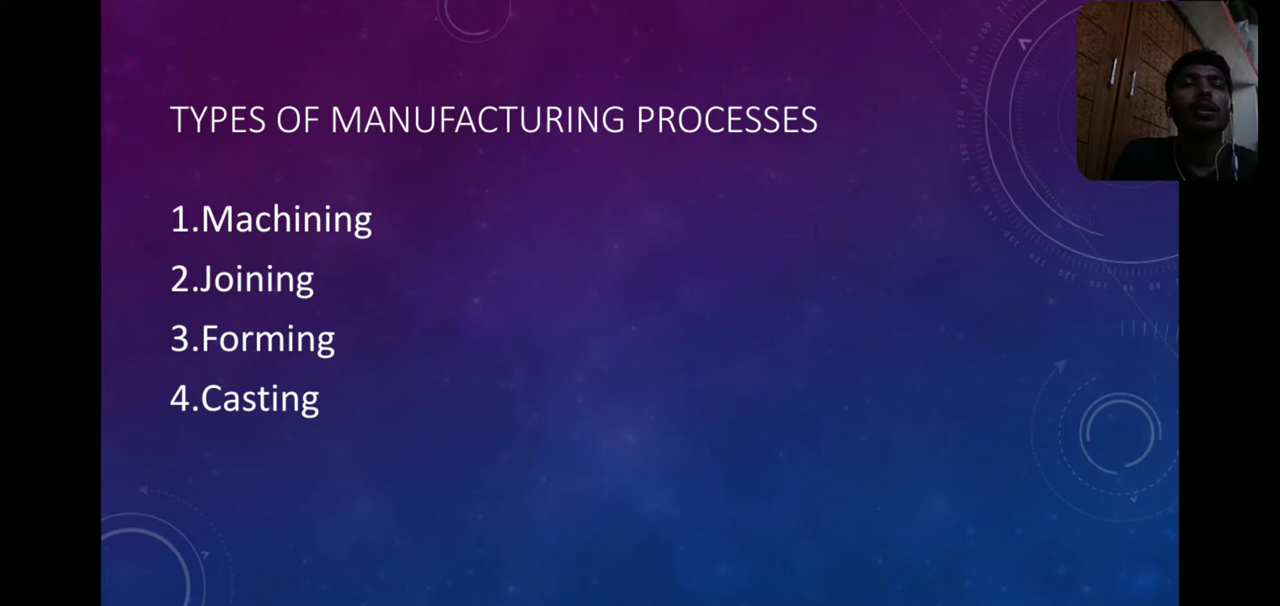 TYPES OF MANUFACTURING PROCESSES
1.Machining
2.Joining
3.Forming
4.Casting